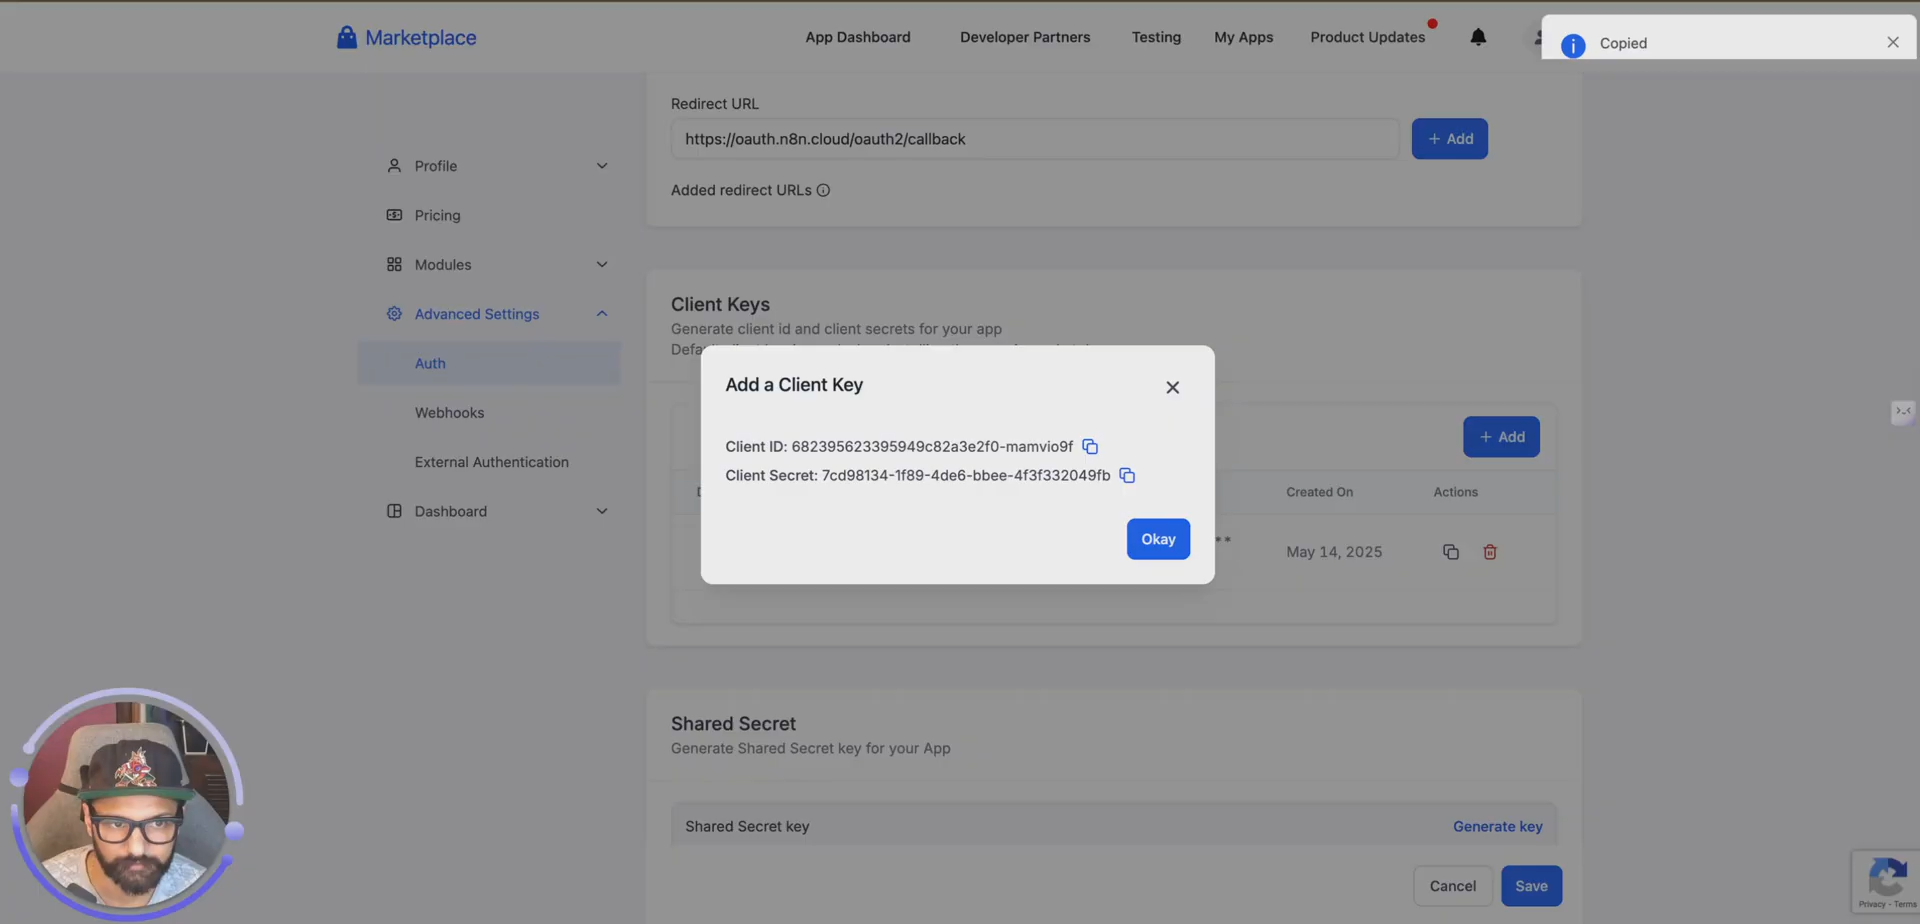 Marketplace
App Dashboard
Developer Partners
Testing
My Apps
Product Updates
Copied
Redirect URL
https://oauth.n8n.cloud/oauth2/callback
+ Add
Added redirect URLs
Profile
Pricing
Modules
Advanced Settings
Auth
Webhooks
External Authentication
Dashboard
Client Keys
Generate client id and client secrets for your app
Add a Client Key
Client ID: 682395623395949c82a3e2f0-mamvio9f
Client Secret: 7cd98134-1f89-4de6-bbee-4f3f332049fb
Okay
+ Add
Created On
Actions
**
May 14, 2025
Shared Secret
Generate Shared Secret key for your App
Shared Secret key
Generate key
Cancel
Save
Privacy - Terms